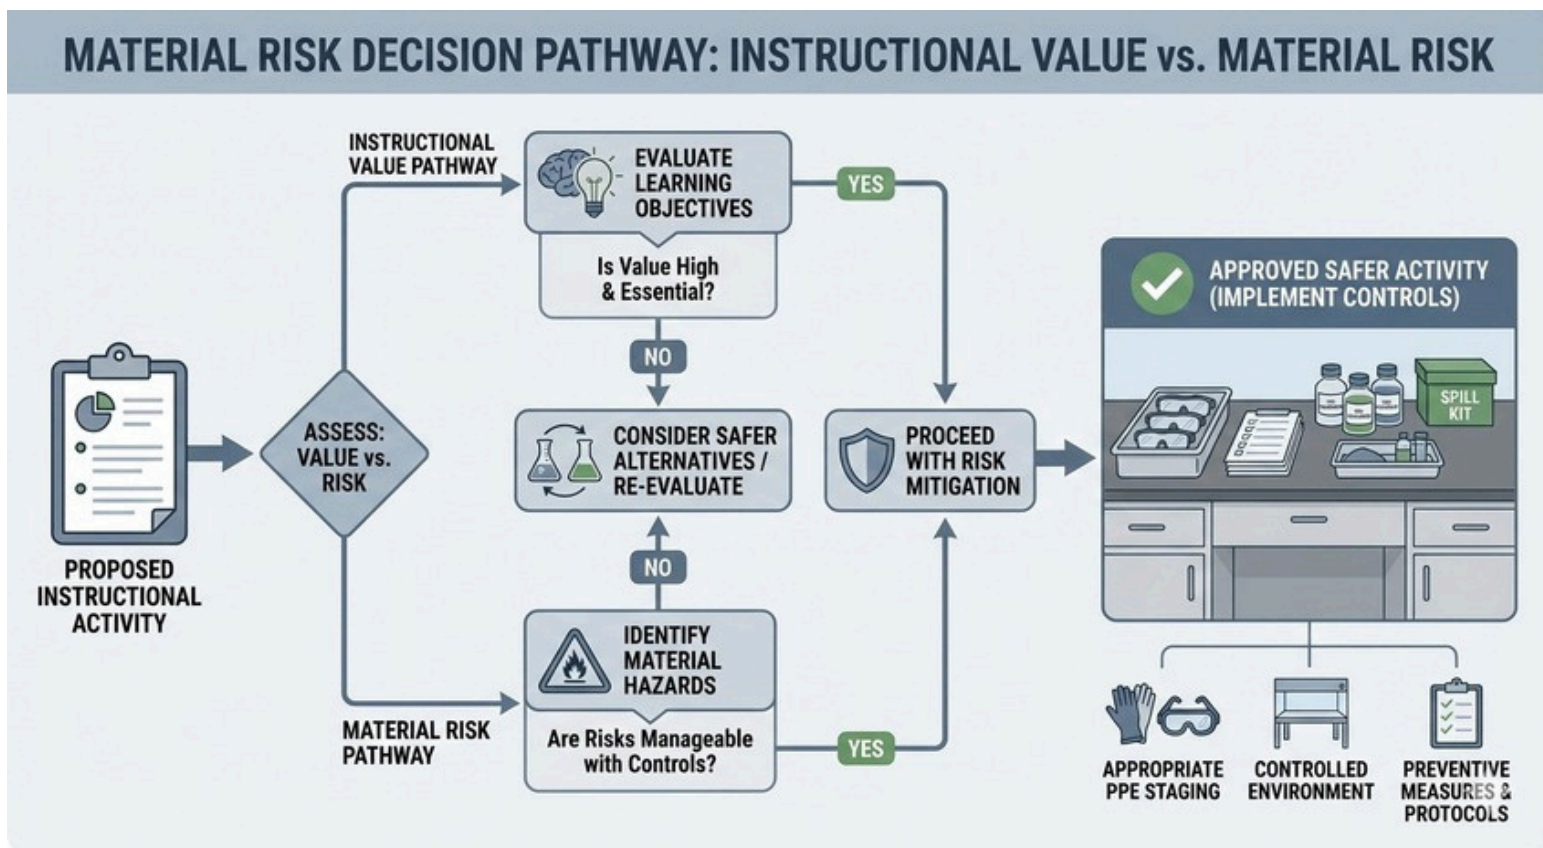 MATERIAL RISK DECISION PATHWAY: INSTRUCTIONAL VALUE vs. MATERIAL RISK
INSTRUCTIONAL
VALUE PATHWAY
EVALUATE
LEARNING
OBJECTIVES
YES
Is Value High
& Essential?
NO
APPROVED SAFER ACTIVITY
(IMPLEMENT CONTROLS)
SPILL
KIT
ASSESS:
VALUE vs.
RISK
CONSIDER SAFER
ALTERNATIVES /
RE-EVALUATE
PROCEED
WITH RISK
MITIGATION
PROPOSED
INSTRUCTIONAL
ACTIVITY
NO
IDENTIFY
MATERIAL
HAZARDS
MATERIAL RISK
PATHWAY
Are Risks Manageable
with Controls?
YES
APPROPRIATE
PPE STAGING
CONTROLLED
ENVIRONMENT
PREVENTIVE
MEASURES &
PROTOCOLS